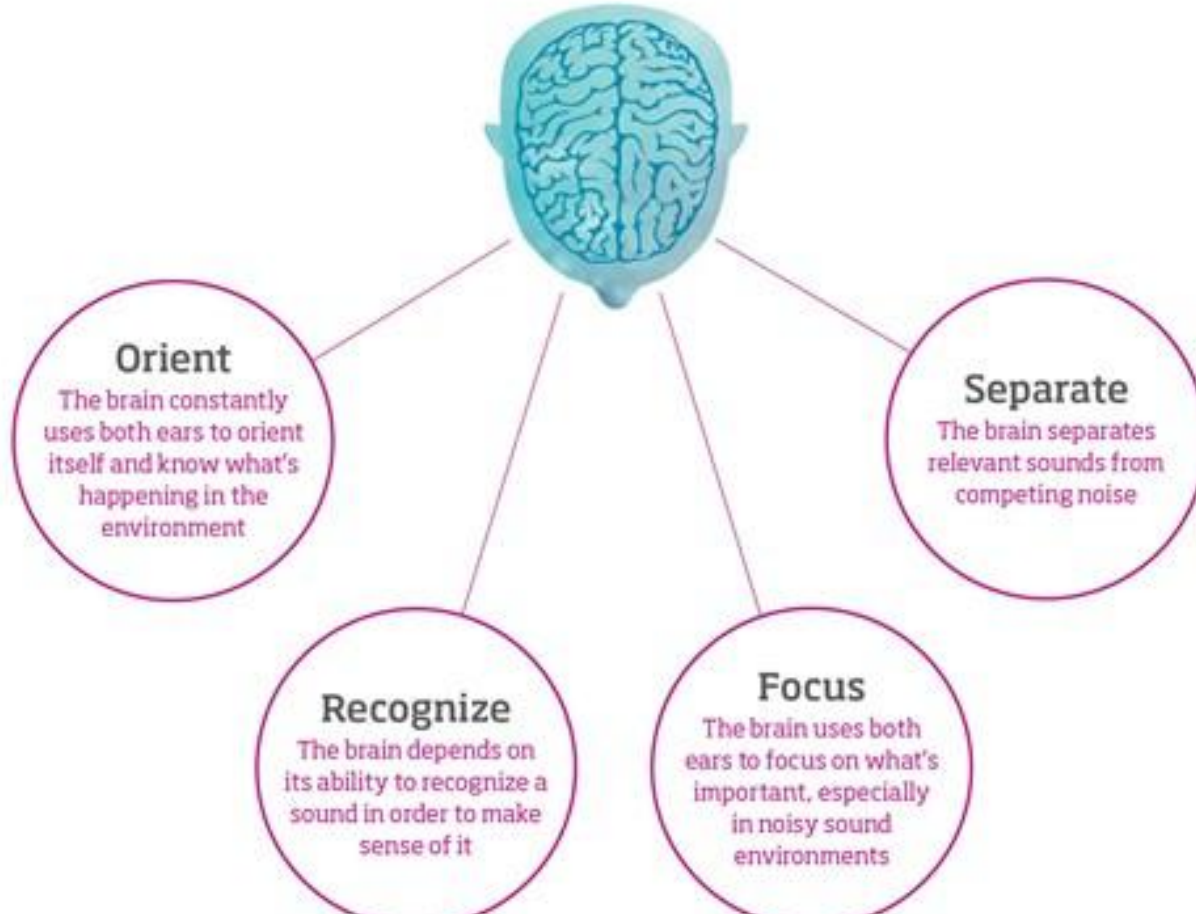 Orient
The brain constantly
uses both ears to orient
itself and know what's
happening in the
environment
Recognize
The brain depends on
its ability to recognize a
sound in order to make
sense of it
Focus
The brain uses both
ears to focus on what's
important, especially
in noisy sound
environments
Separate
The brain separates
relevant sounds from
competing noise